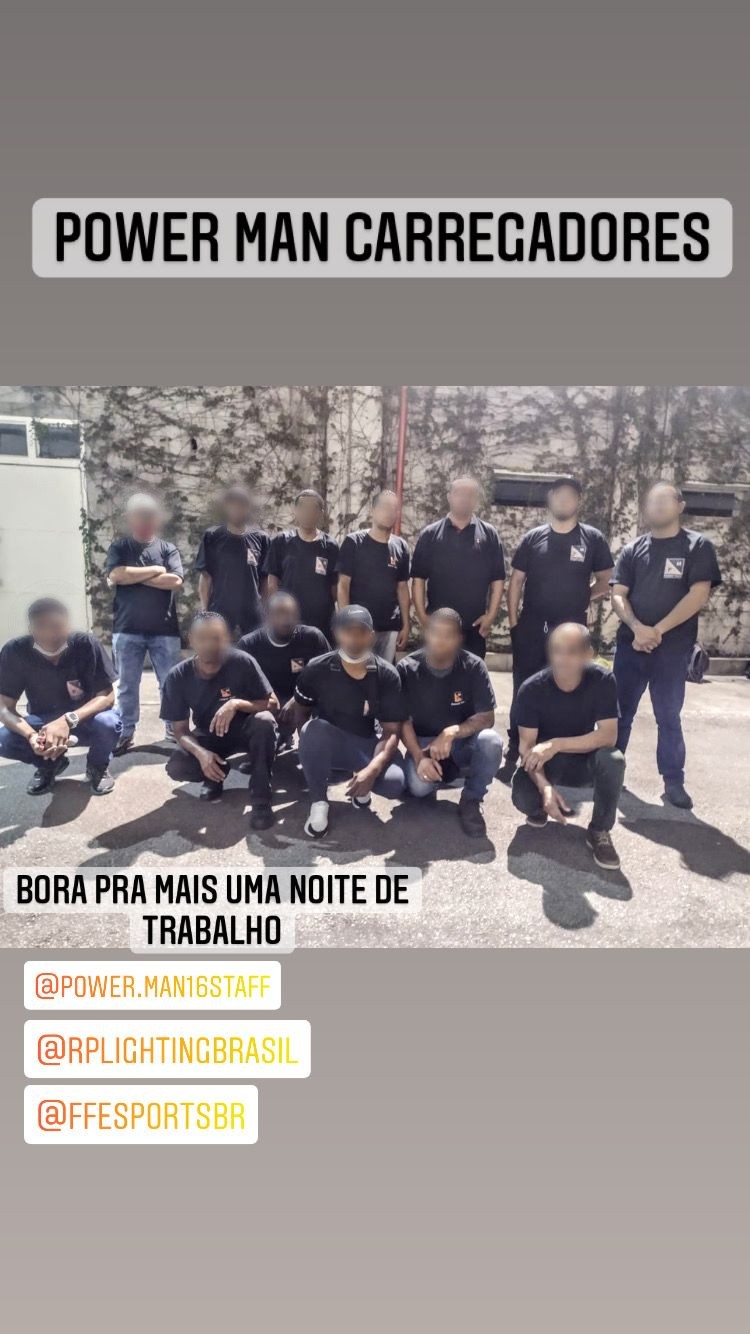 POWER MAN CARREGADORES
BORA PRA MAIS UMA NOITE DE
TRABALHO
@POWER.MAN16STAFF
@RPLIGHTINGBRASIL
@FFESPORTSBR